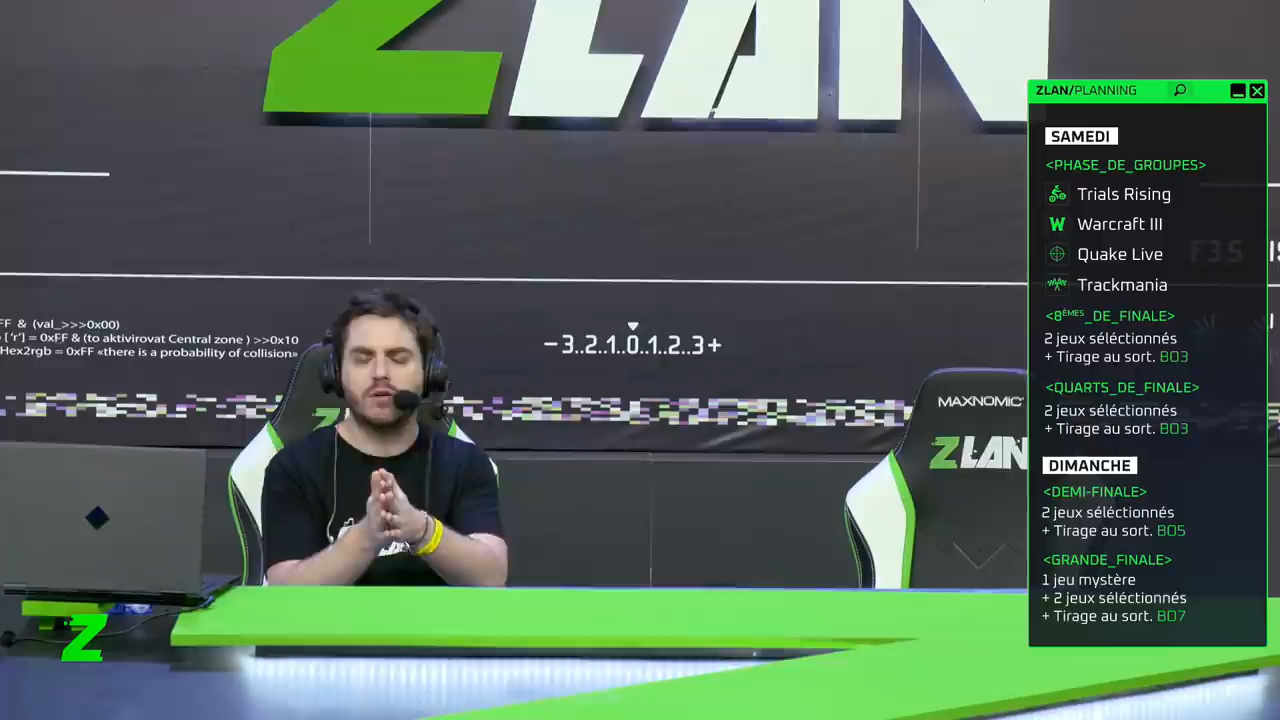 ZLAN
ZLAN/PLANNING
SAMEDI
<PHASE_DE_GROUPES>
Trials Rising
W Warcraft III
Quake Live
Trackmania
<8ÈMES_DE_FINALE>
2 jeux séléctionnés
+ Tirage au sort. BO3
<QUARTS_DE_FINALE>
2 jeux séléctionnés
+ Tirage au sort. BO3
DIMANCHE
<DEMI-FINALE>
2 jeux séléctionnés
+ Tirage au sort. BO5
<GRANDE_FINALE>
1 jeu mystère
+ 2 jeux séléctionnés
+ Tirage au sort. BO7
FF & (val_>>>0x00)
['r'] = 0xFF & (to aktivirovat Central zone ) >>0x10
Hex2rgb = 0xFF «there is a probability of collision»
−3..2.1..0..1..2..3+
F3.5
MAXNOMIC
ZLAN
Z
Z